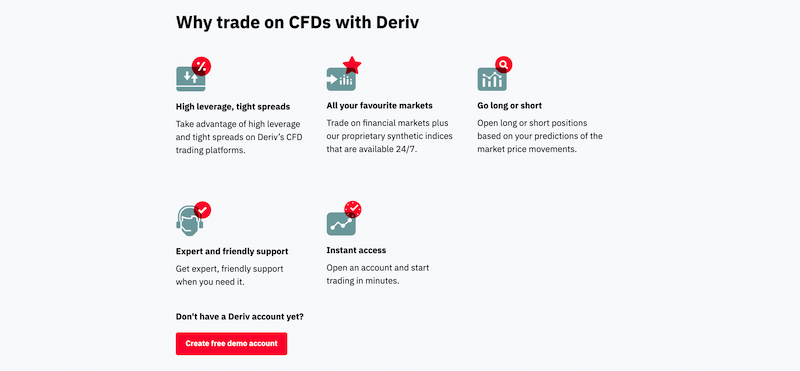 Why trade on CFDs with Deriv
High leverage, tight spreads
Take advantage of high leverage
and tight spreads on Deriv's CFD
trading platforms.
All your favourite markets
Trade on financial markets plus
our proprietary synthetic indices
that are available 24/7.
Go long or short
Open long or short positions
based on your predictions of the
market price movements.
Expert and friendly support
Get expert, friendly support
when you need it.
Instant access
Open an account and start
trading in minutes.
Don't have a Deriv account yet?
Create free demo account